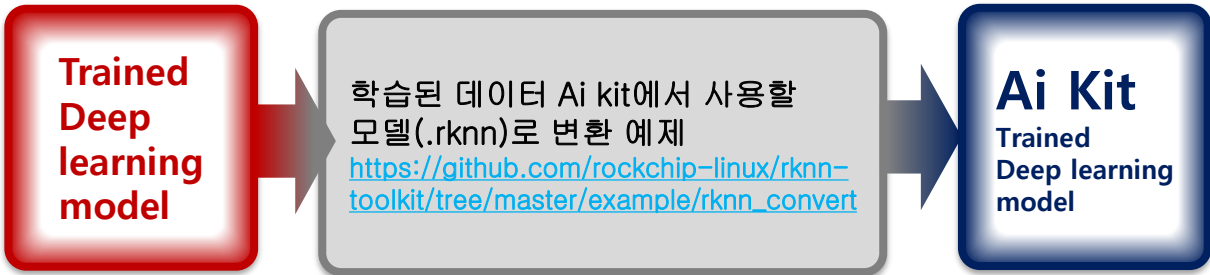 Trained
Deep
learning
model
학습된 데이터 Ai kit에서 사용할
모델(.rknn)로 변환 예제
https://github.com/rockchip-linux/rknn-
toolkit/tree/master/example/rknn_convert
Ai Kit
Trained
Deep learning
model